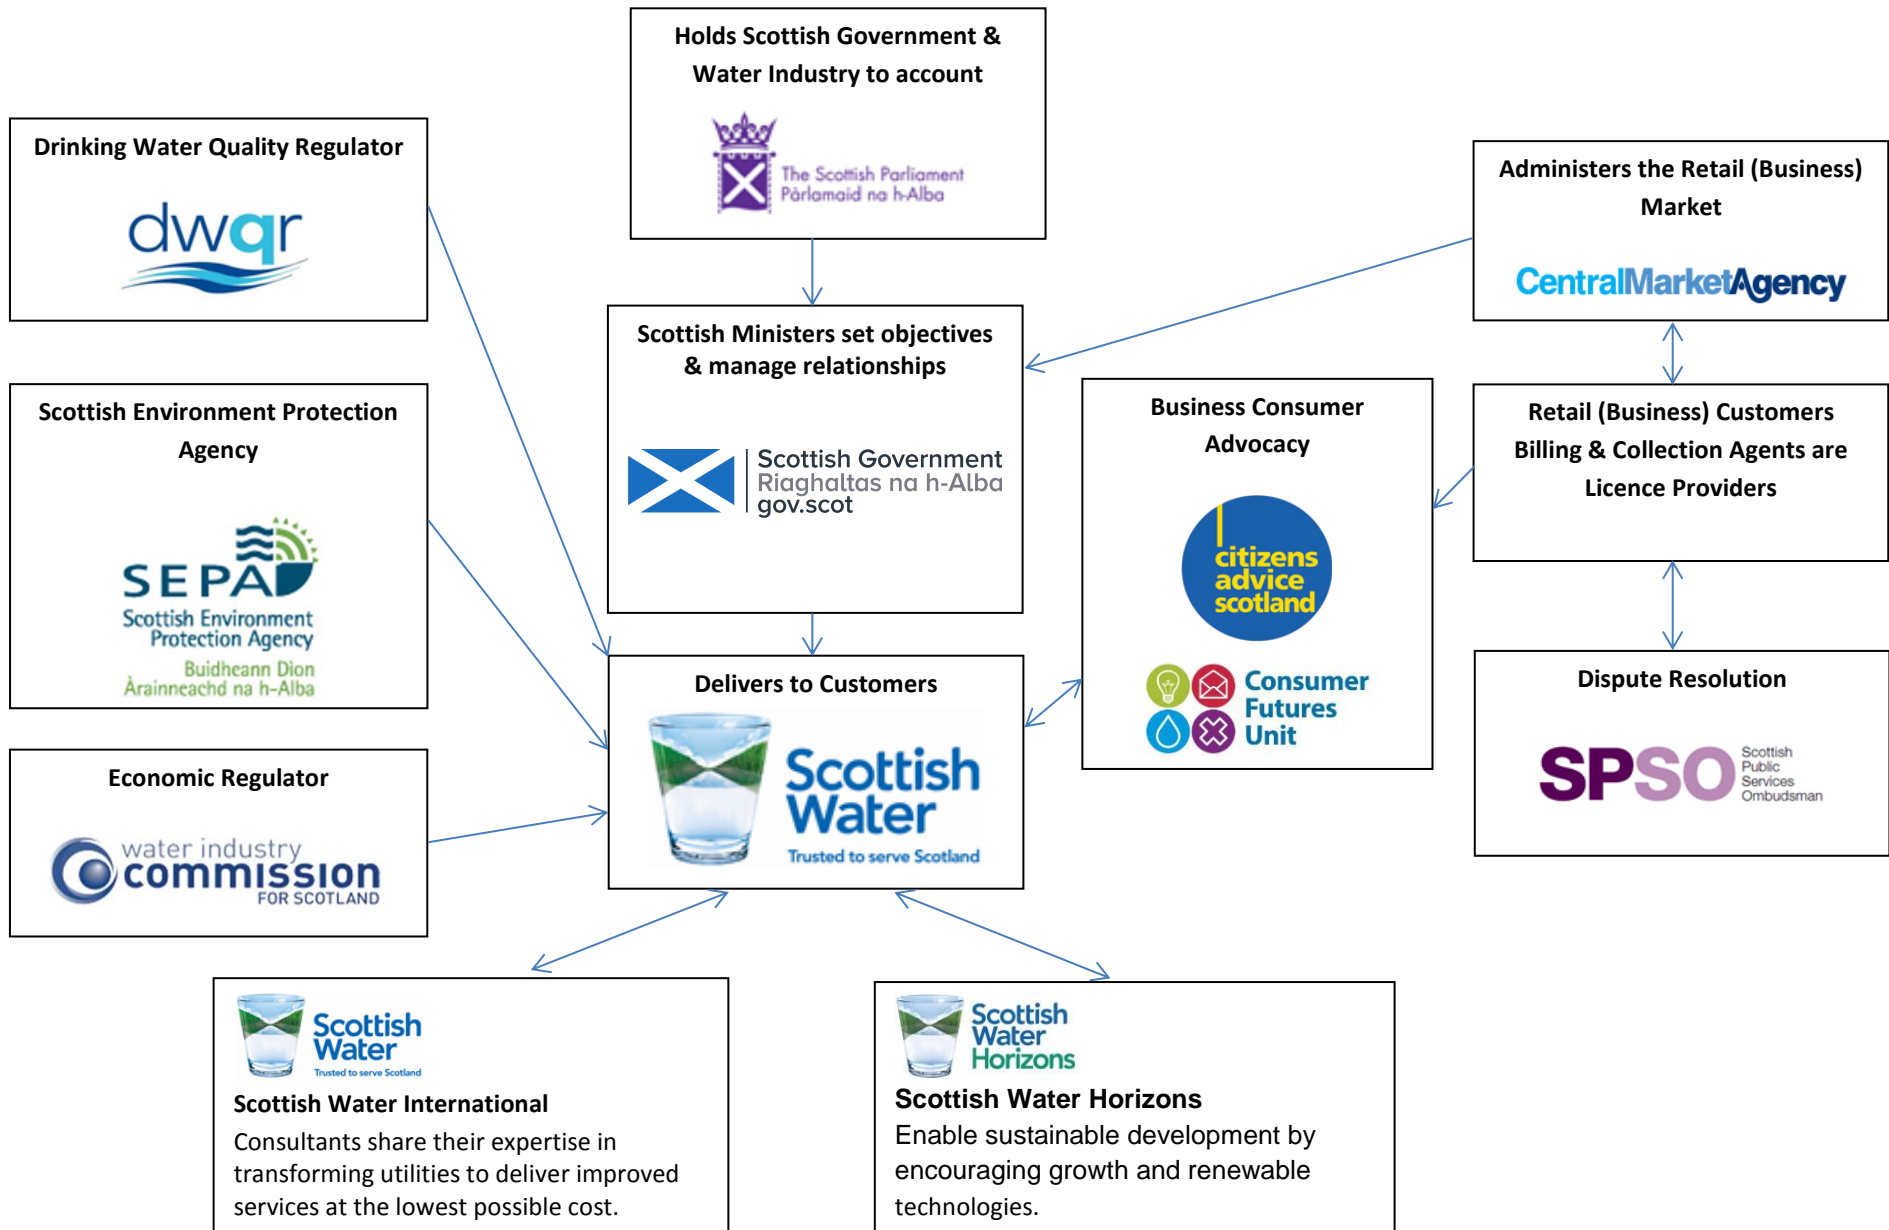 Holds Scottish Government &
Water Industry to account
The Scottish Parliament
Pàrlamaid na h-Alba
Drinking Water Quality Regulator
dwqr
Administers the Retail (Business)
Market
CentralMarketAgency
Scottish Ministers set objectives
& manage relationships
Scottish Government
Riaghaltas na h-Alba
gov.scot
Scottish Environment Protection
Agency
SEPA
Scottish Environment
Protection Agency
Buidheann Dìon
Àrainneachd na h-Alba
Business Consumer
Advocacy
citizens
advice
scotland
Consumer
Futures
Unit
Retail (Business) Customers
Billing & Collection Agents are
Licence Providers
Delivers to Customers
Scottish
Water
Trusted to serve Scotland
Dispute Resolution
SPSO
Scottish
Public
Services
Ombudsman
Economic Regulator
water industry
commission
FOR SCOTLAND
Scottish
Water
Trusted to serve Scotland
Scottish Water International
Consultants share their expertise in
transforming utilities to deliver improved
services at the lowest possible cost.
Scottish
Water
Horizons
Scottish Water Horizons
Enable sustainable development by
encouraging growth and renewable
technologies.